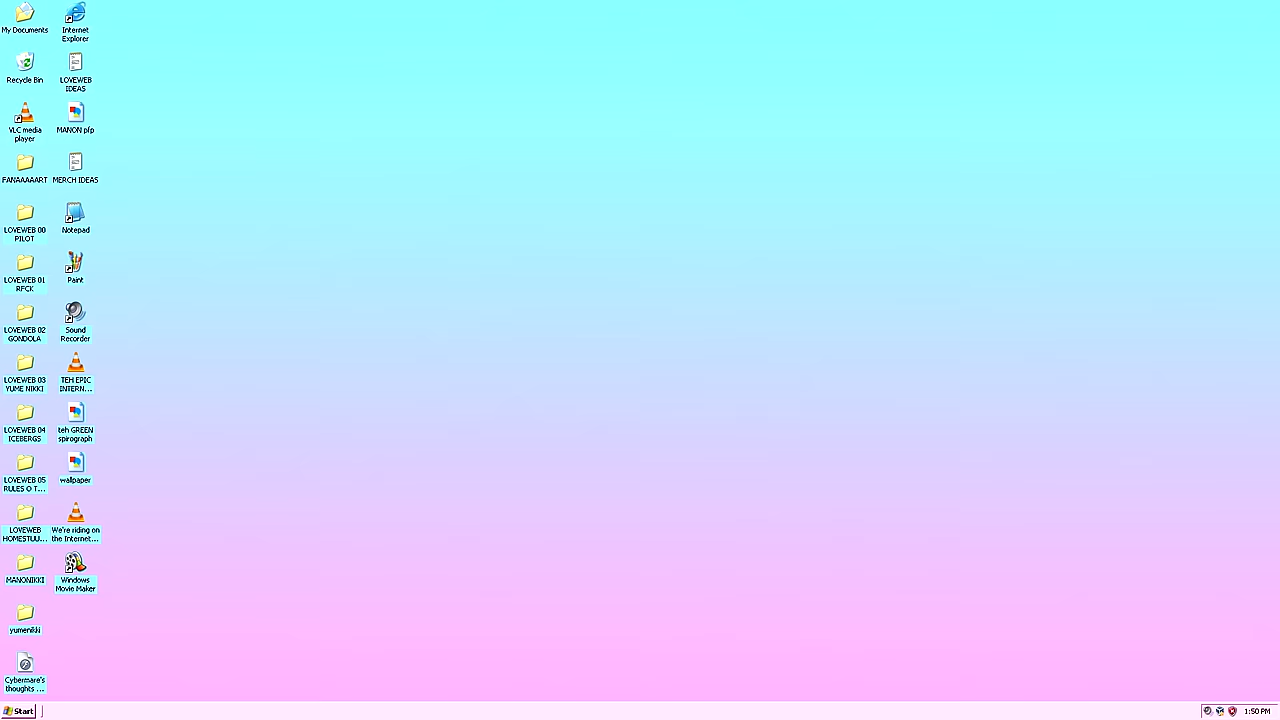 My Documents
Internet
Explorer
Recycle Bin
LOVEWEB
IDEAS
VLC media
player
MANON pfp
FANAAAAART
MERCH IDEAS
LOVEWEB 00
PILOT
Notepad
LOVEWEB 01
RFCK
Paint
LOVEWEB 02
GONDOLA
Sound
Recorder
LOVEWEB 03
YUME NIKKI
TEH EPIC
INTERN...
LOVEWEB 04
ICEBERGS
teh GREEN
spirograph
LOVEWEB 05
RULES O T...
wallpaper
LOVEWEB
HOMESTUU...
We're riding on
the Internet...
MANONIKKI
Windows
Movie Maker
yumenikki
Cybermare's
thoughts ...
Start
1:50 PM